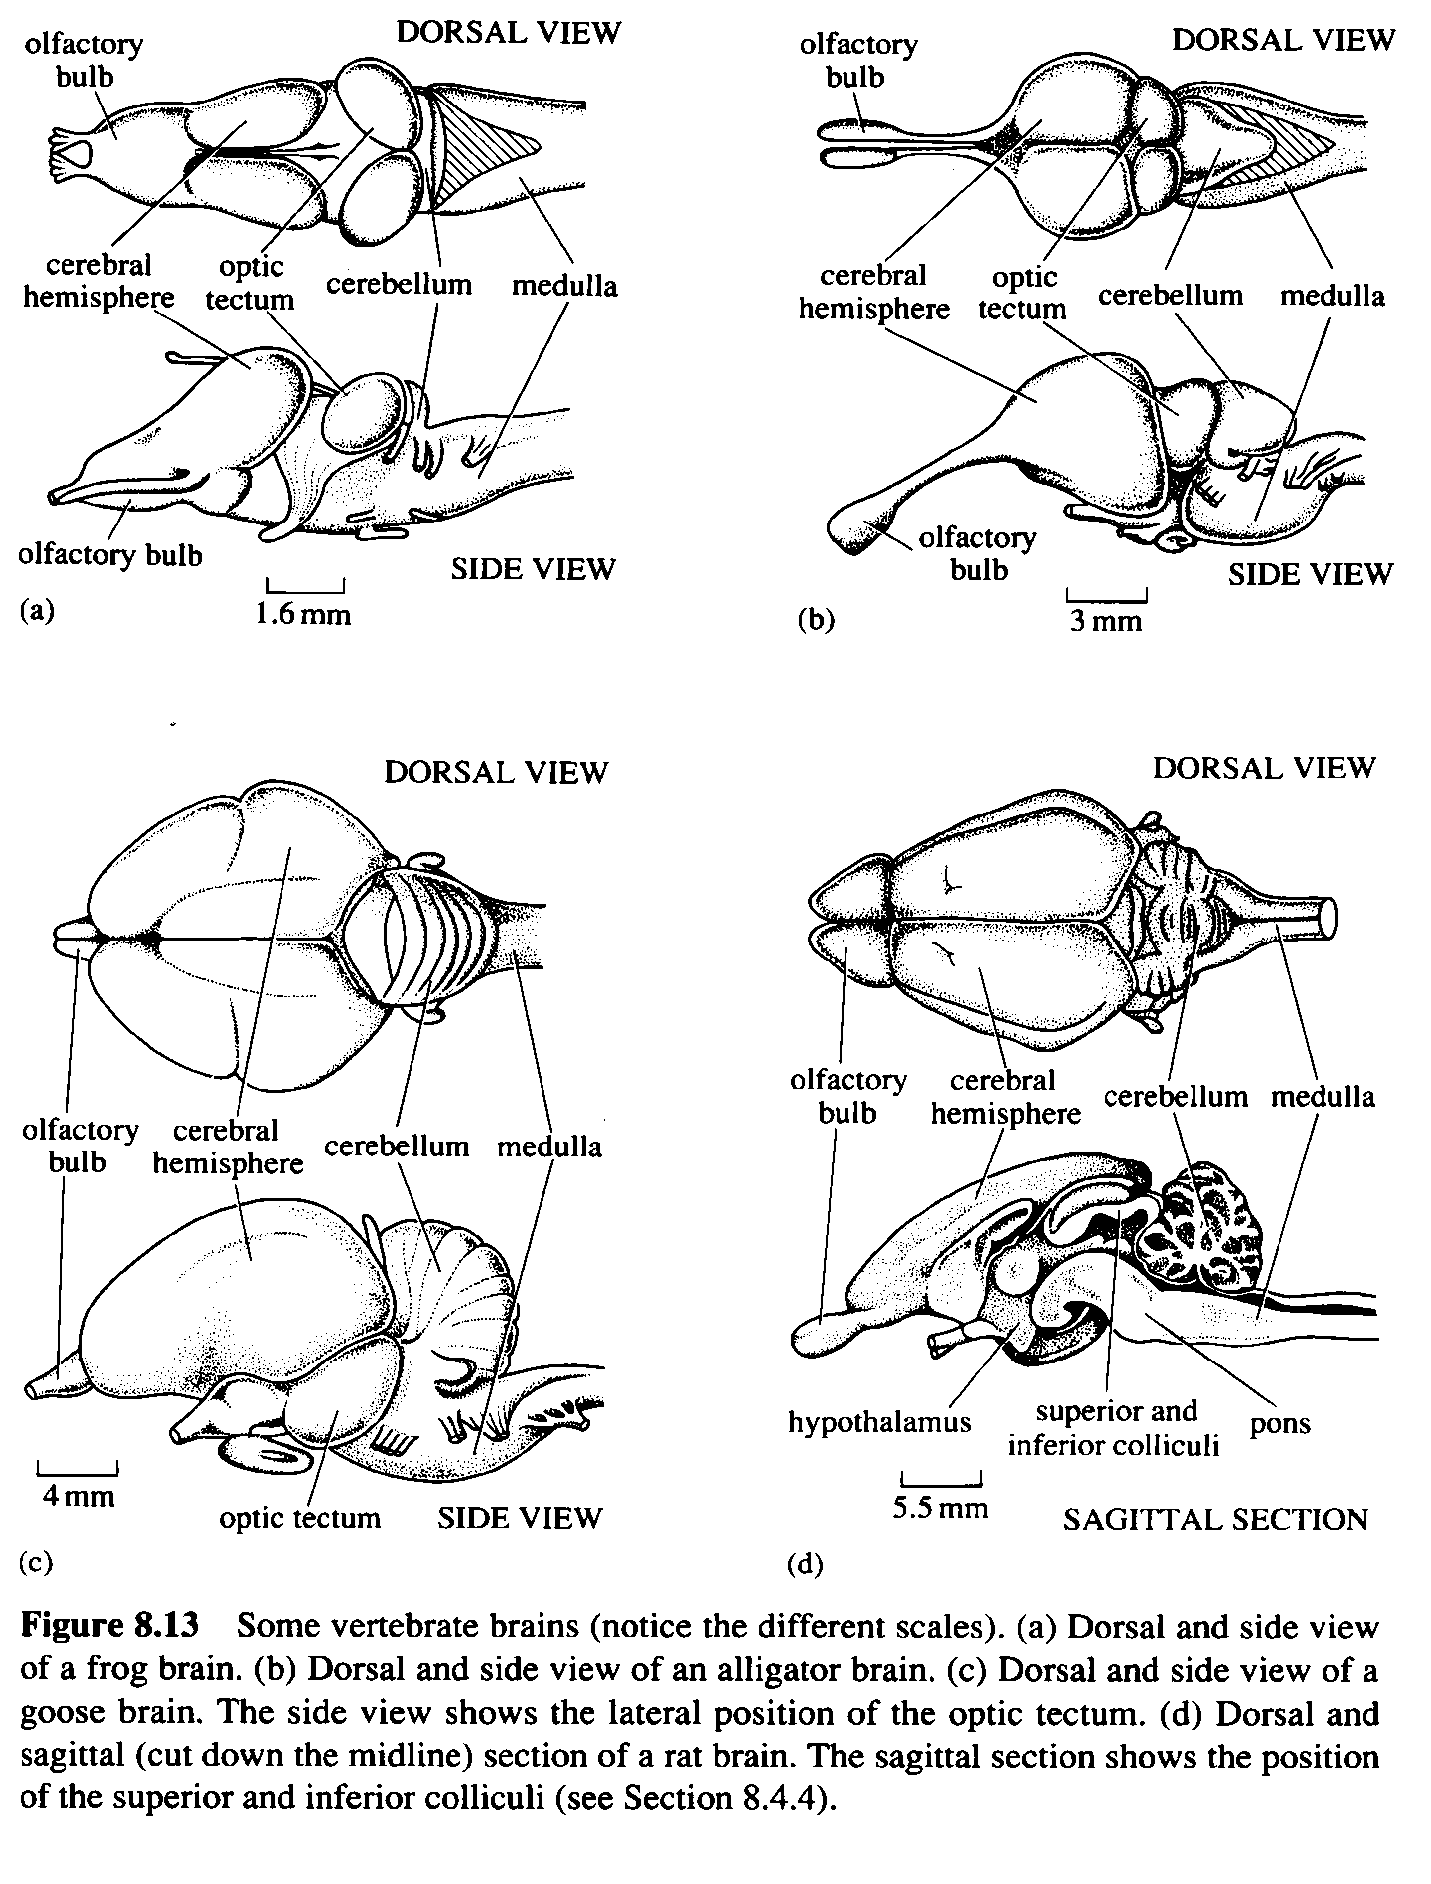 DORSAL VIEW
olfactory
bulb
cerebral
hemisphere
optic
tectum
cerebellum
medulla
olfactory bulb
SIDE VIEW
1.6 mm
(a)
DORSAL VIEW
olfactory
bulb
cerebral
hemisphere
optic
tectum
cerebellum
medulla
olfactory
bulb
SIDE VIEW
3 mm
(b)
DORSAL VIEW
olfactory
bulb
cerebral
hemisphere
cerebellum
medulla
4 mm
optic tectum
SIDE VIEW
(c)
DORSAL VIEW
olfactory
bulb
cerebral
hemisphere
cerebellum
medulla
hypothalamus
superior and
inferior colliculi
pons
5.5 mm
SAGITTAL SECTION
(d)
Figure 8.13 Some vertebrate brains (notice the different scales). (a) Dorsal and side view
of a frog brain. (b) Dorsal and side view of an alligator brain. (c) Dorsal and side view of a
goose brain. The side view shows the lateral position of the optic tectum. (d) Dorsal and
sagittal (cut down the midline) section of a rat brain. The sagittal section shows the position
of the superior and inferior colliculi (see Section 8.4.4).